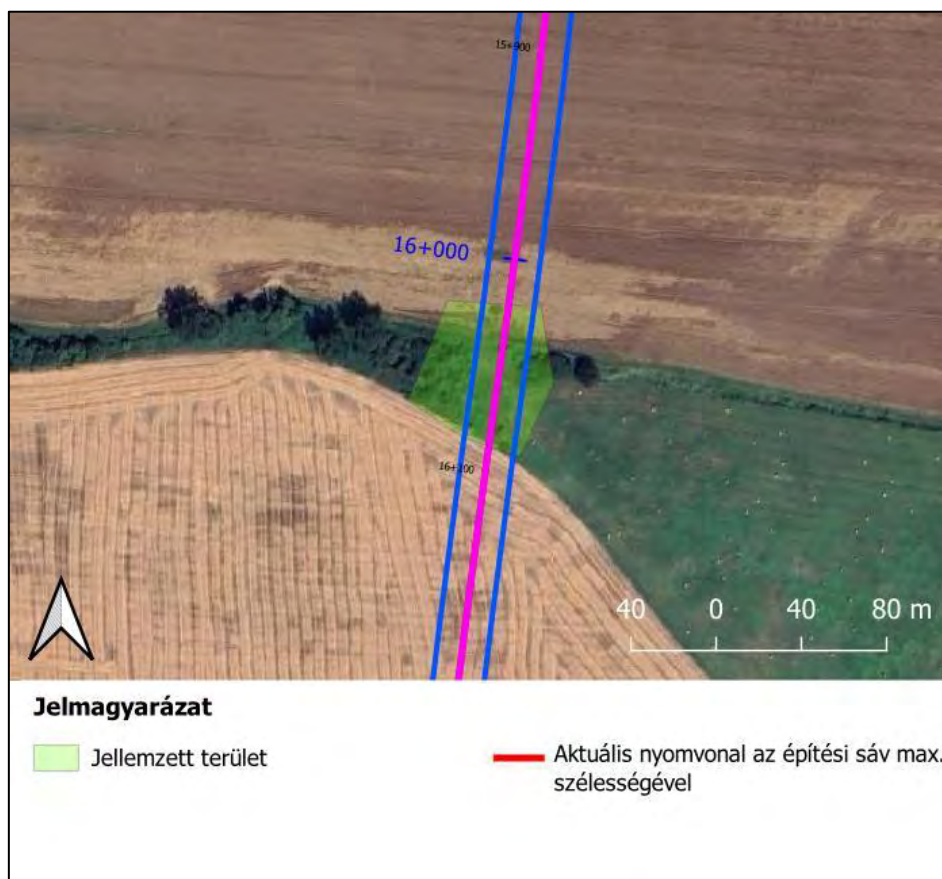 15+900
16+000
16+100
40 0 40 80 m
Jelmagyarázat
Jellemzett terület
Aktuális nyomvonal az építési sáv max.
szélességével